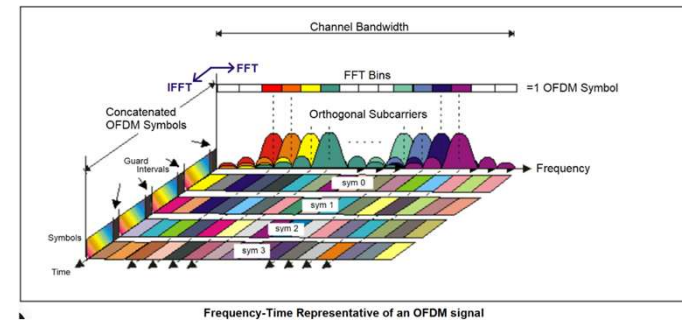 Channel Bandwidth
IFFT
FFT
FFT Bins
=1 OFDM Symbol
Concatenated
OFDM Symbols
Orthogonal Subcarriers
Guard
Intervals
Frequency
sym 0
sym 1
sym 2
sym 3
Symbols
Time
Frequency-Time Representative of an OFDM signal